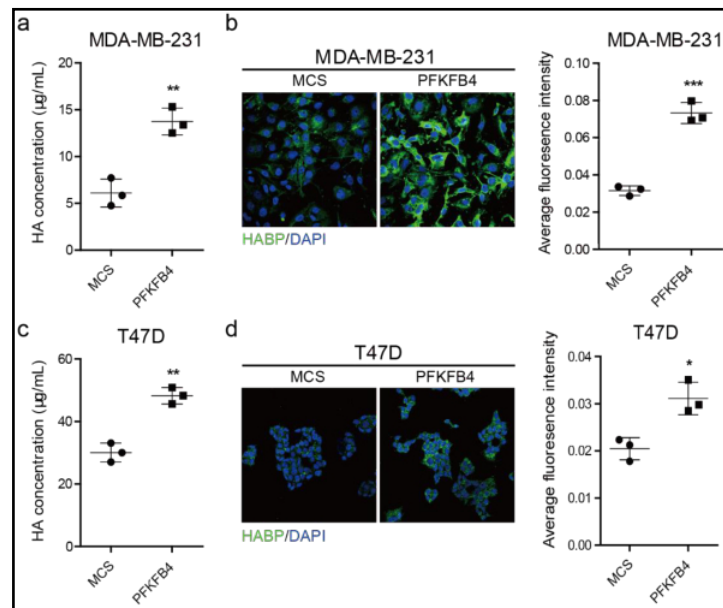 a
MDA-MB-231
HA concentration (μg/mL)
20
15
10
5
0
**
MCS
PFKFB4
b
MDA-MB-231
MCS
PFKFB4
HABP/DAPI
MDA-MB-231
Average fluoresence intensity
0.10
0.08
0.06
0.04
0.02
0.00
***
MCS
PFKFB4
c
T47D
HA concentration (μg/mL)
60
40
20
0
**
MCS
PFKFB4
d
T47D
MCS
PFKFB4
HABP/DAPI
T47D
Average fluoresence intensity
0.04
0.03
0.02
0.01
0.00
*
MCS
PFKFB4